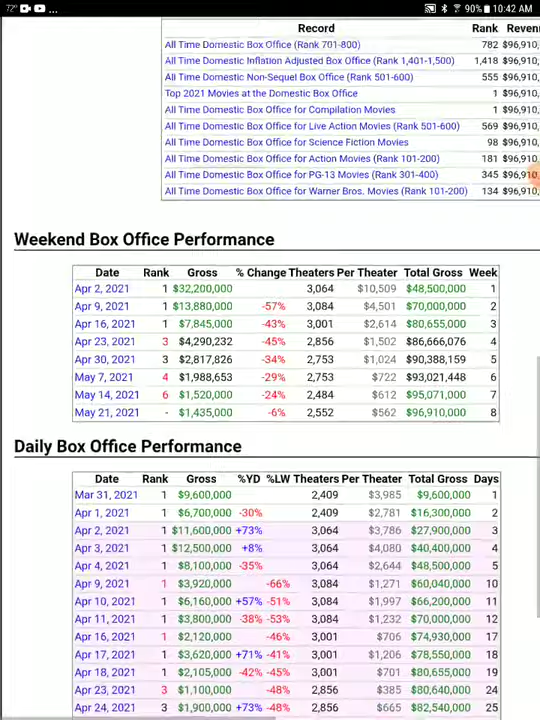 72° 90% 10:42 AM
Record Rank Reven
All Time Domestic Box Office (Rank 701-800) 782 $96,910,
All Time Domestic Inflation Adjusted Box Office (Rank 1,401-1,500) 1,418 $96,910,
All Time Domestic Non-Sequel Box Office (Rank 501-600) 555 $96,910,
Top 2021 Movies at the Domestic Box Office 1 $96,910,
All Time Domestic Box Office for Compilation Movies 1 $96,910,
All Time Domestic Box Office for Live Action Movies (Rank 501-600) 569 $96,910,
All Time Domestic Box Office for Science Fiction Movies 98 $96,910,
All Time Domestic Box Office for Action Movies (Rank 101-200) 181 $96,910,
All Time Domestic Box Office for PG-13 Movies (Rank 301-400) 345 $96,910,
All Time Domestic Box Office for Warner Bros. Movies (Rank 101-200) 134 $96,910,
Weekend Box Office Performance
Date Rank Gross % Change Theaters Per Theater Total Gross Week
Apr 2, 2021 1 $32,200,000 3,064 $10,509 $48,500,000 1
Apr 9, 2021 1 $13,880,000 -57% 3,084 $4,501 $70,000,000 2
Apr 16, 2021 1 $7,845,000 -43% 3,001 $2,614 $80,655,000 3
Apr 23, 2021 3 $4,290,232 -45% 2,856 $1,502 $86,666,076 4
Apr 30, 2021 3 $2,817,826 -34% 2,753 $1,024 $90,388,159 5
May 7, 2021 4 $1,988,653 -29% 2,753 $722 $93,021,448 6
May 14, 2021 6 $1,520,000 -24% 2,484 $612 $95,071,000 7
May 21, 2021 - $1,435,000 -6% 2,552 $562 $96,910,000 8
Daily Box Office Performance
Date Rank Gross %YD %LW Theaters Per Theater Total Gross Days
Mar 31, 2021 1 $9,600,000 2,409 $3,985 $9,600,000 1
Apr 1, 2021 1 $6,700,000 -30% 2,409 $2,781 $16,300,000 2
Apr 2, 2021 1 $11,600,000 +73% 3,064 $3,786 $27,900,000 3
Apr 3, 2021 1 $12,500,000 +8% 3,064 $4,080 $40,400,000 4
Apr 4, 2021 1 $8,100,000 -35% 3,064 $2,644 $48,500,000 5
Apr 9, 2021 1 $3,920,000 -66% 3,084 $1,271 $60,040,000 10
Apr 10, 2021 1 $6,160,000 +57% -51% 3,084 $1,997 $66,200,000 11
Apr 11, 2021 1 $3,800,000 -38% -53% 3,084 $1,232 $70,000,000 12
Apr 16, 2021 1 $2,120,000 -46% 3,001 $706 $74,930,000 17
Apr 17, 2021 1 $3,620,000 +71% -41% 3,001 $1,206 $78,550,000 18
Apr 18, 2021 1 $2,105,000 -42% -45% 3,001 $701 $80,655,000 19
Apr 23, 2021 3 $1,100,000 -48% 2,856 $385 $80,640,000 24
Apr 24, 2021 3 $1,900,000 +73% -48% 2,856 $665 $82,540,000 25